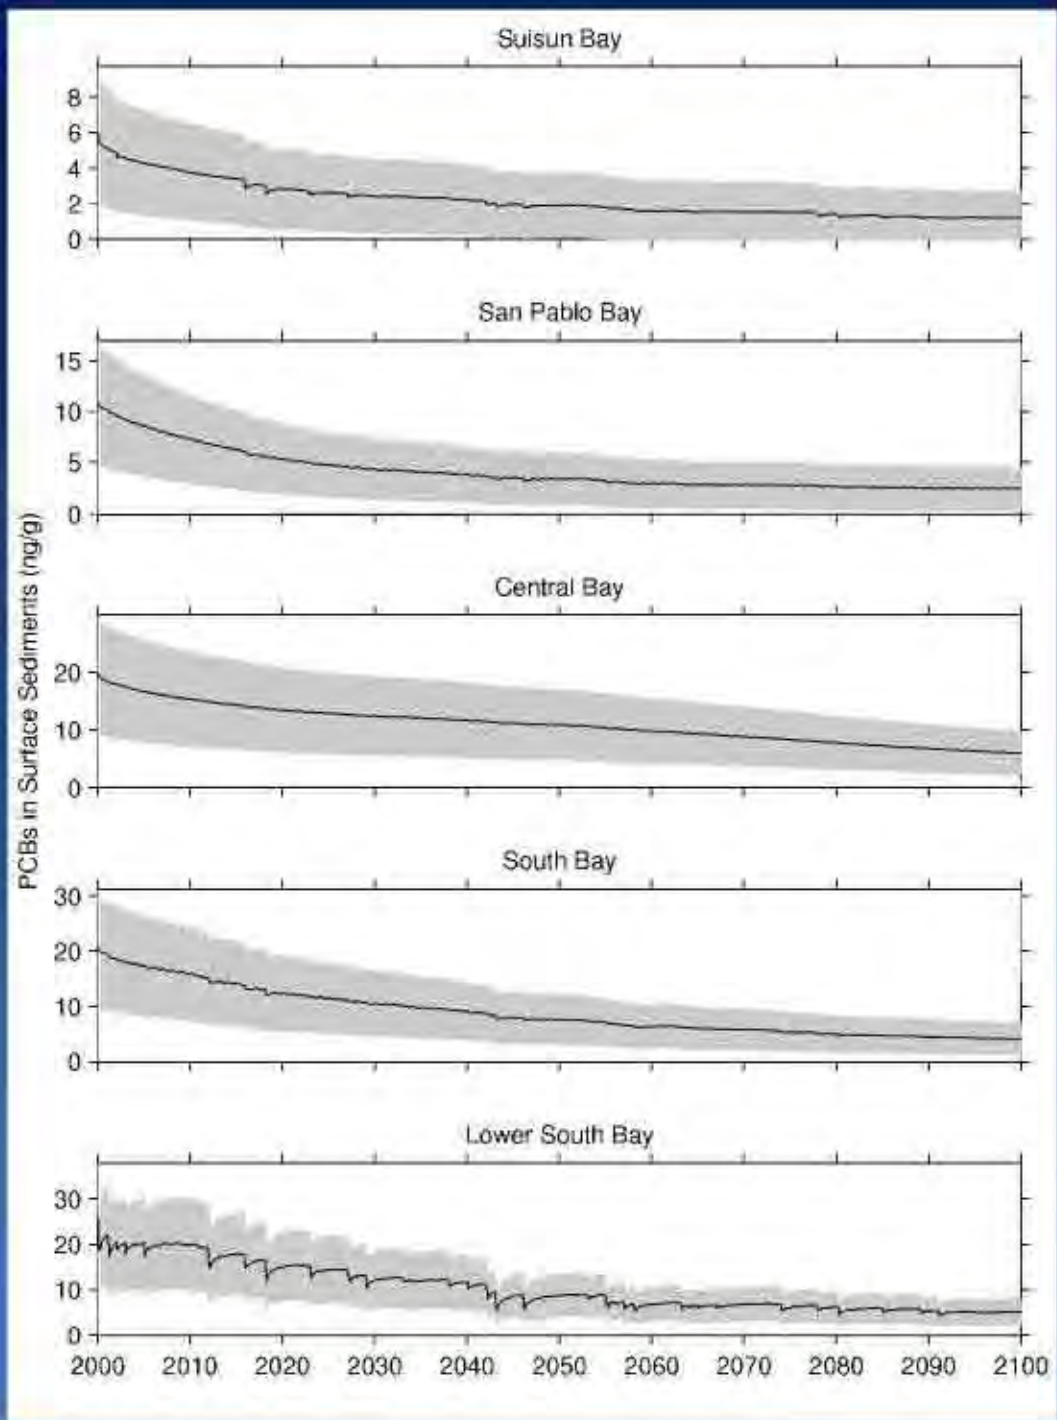 Suisun Bay
8
6
4
2
0
San Pablo Bay
15
10
5
0
PCBs in Surface Sediments (ng/g)
Central Bay
20
10
0
South Bay
30
20
10
0
Lower South Bay
30
20
10
0
2000 2010 2020 2030 2040 2050 2060 2070 2080 2090 2100